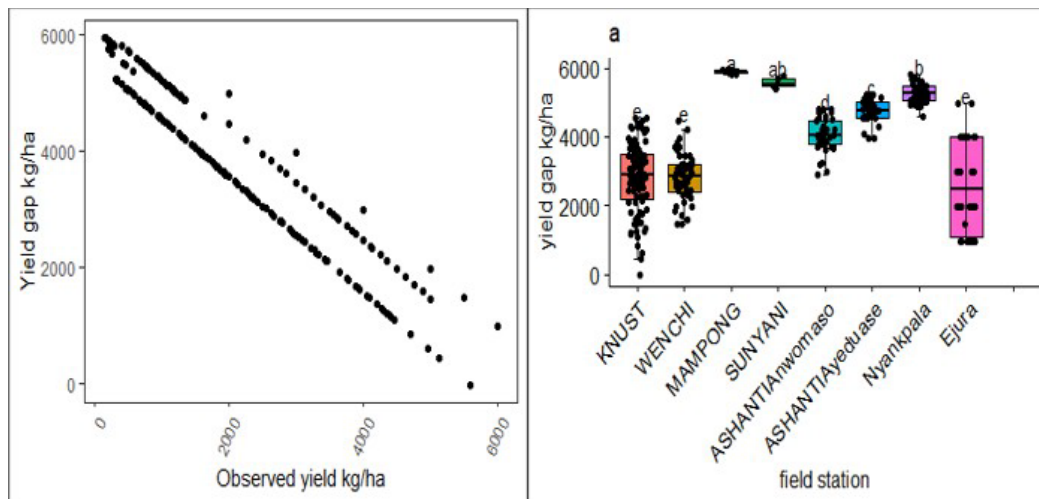 Yield gap kg/ha
6000
4000
2000
0
0
2000
4000
6000
Observed yield kg/ha
a
yield gap kg/ha
6000
4000
2000
0
e
e
a
ab
d
c
b
e
KNUST
WENCHI
MAMPONG
SUNYANI
ASHANTIAnwomaso
ASHANTIAyeduase
Nyankpala
Ejura
field station